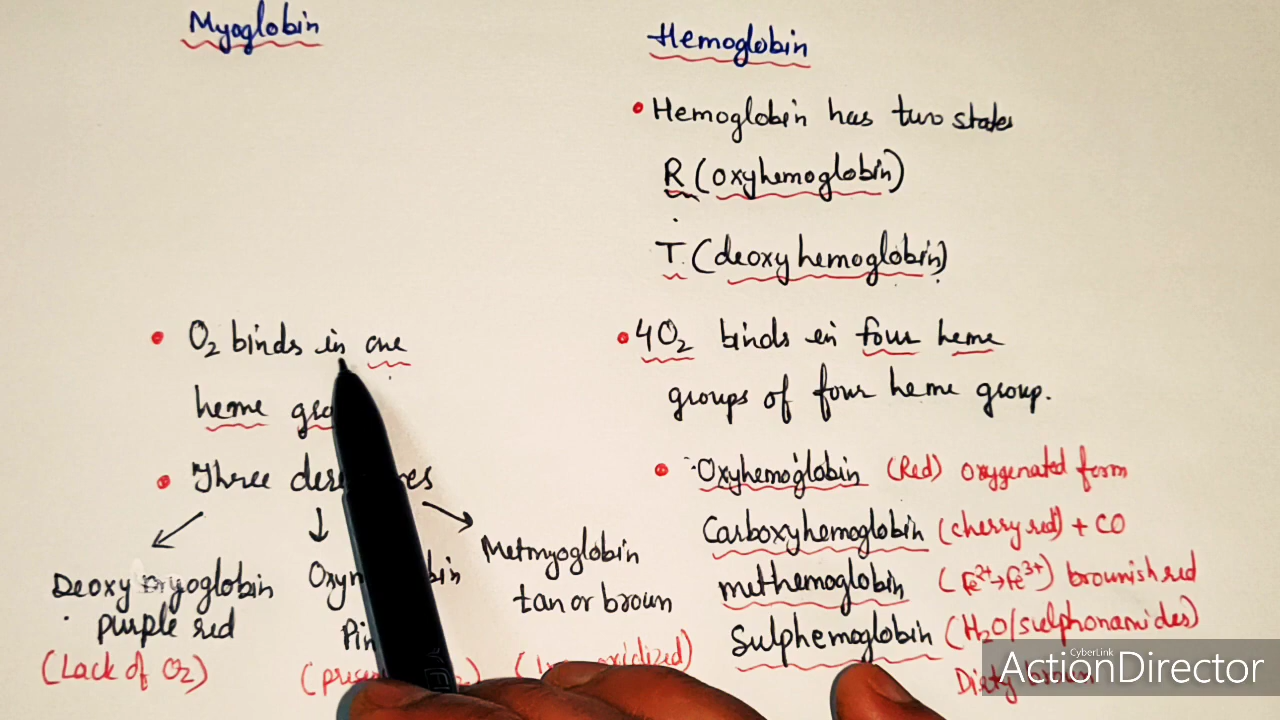 Myoglobin
• O2 binds in one
heme
• Three
Deoxy myoglobin
purple red
(Lack of O2)
Metmyoglobin
tan or brown
Hemoglobin
• Hemoglobin has two states
R (oxyhemoglobin)
T (deoxyhemoglobin)
• 4O2 binds in four heme
groups of four heme group.
• Oxyhemoglobin (Red) oxygenated form
Carboxyhemoglobin (cherry red) + CO
methemoglobin (Fe2+→Fe3+) brownish red
Sulphemoglobin (H2O/sulphonamides)
CyberLink
ActionDirector